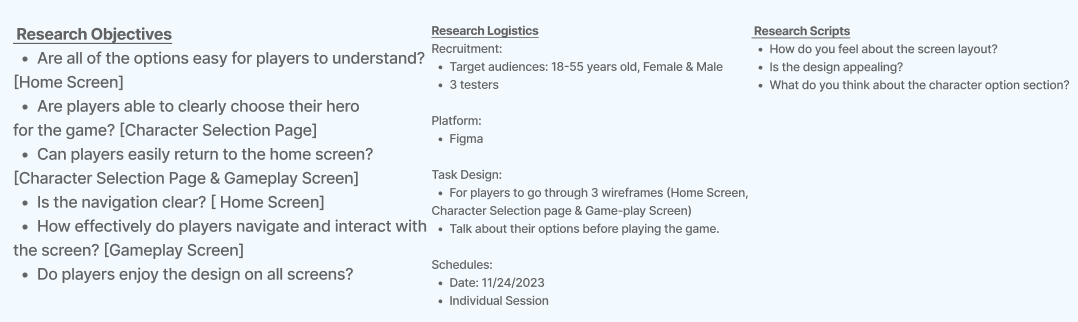 Research Objectives
• Are all of the options easy for players to understand?
[Home Screen]
• Are players able to clearly choose their hero
for the game? [Character Selection Page]
• Can players easily return to the home screen?
[Character Selection Page & Gameplay Screen]
• Is the navigation clear? [ Home Screen]
• How effectively do players navigate and interact with
the screen? [Gameplay Screen]
• Do players enjoy the design on all screens?
Research Logistics
Recruitment:
• Target audiences: 18-55 years old, Female & Male
• 3 testers
Platform:
• Figma
Task Design:
• For players to go through 3 wireframes (Home Screen,
Character Selection page & Game-play Screen)
• Talk about their options before playing the game.
Schedules:
• Date: 11/24/2023
• Individual Session
Research Scripts
• How do you feel about the screen layout?
• Is the design appealing?
• What do you think about the character option section?